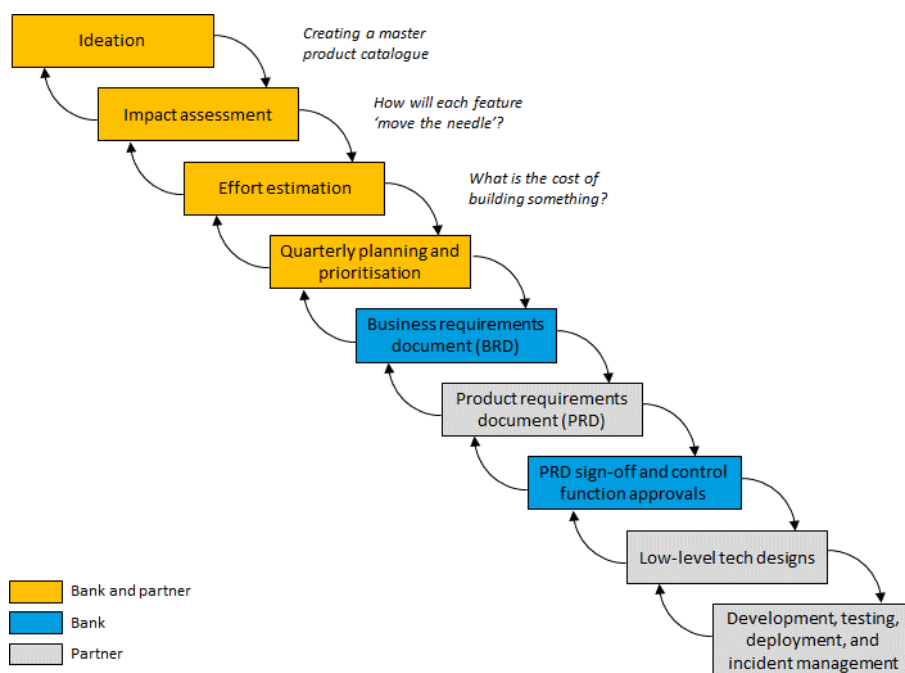 Ideation
Creating a master
product catalogue
Impact assessment
How will each feature
‘move the needle’?
Effort estimation
What is the cost of
building something?
Quarterly planning and
prioritisation
Business requirements
document (BRD)
Product requirements
document (PRD)
PRD sign-off and control
function approvals
Low-level tech designs
Development, testing,
deployment, and
incident management
Bank and partner
Bank
Partner